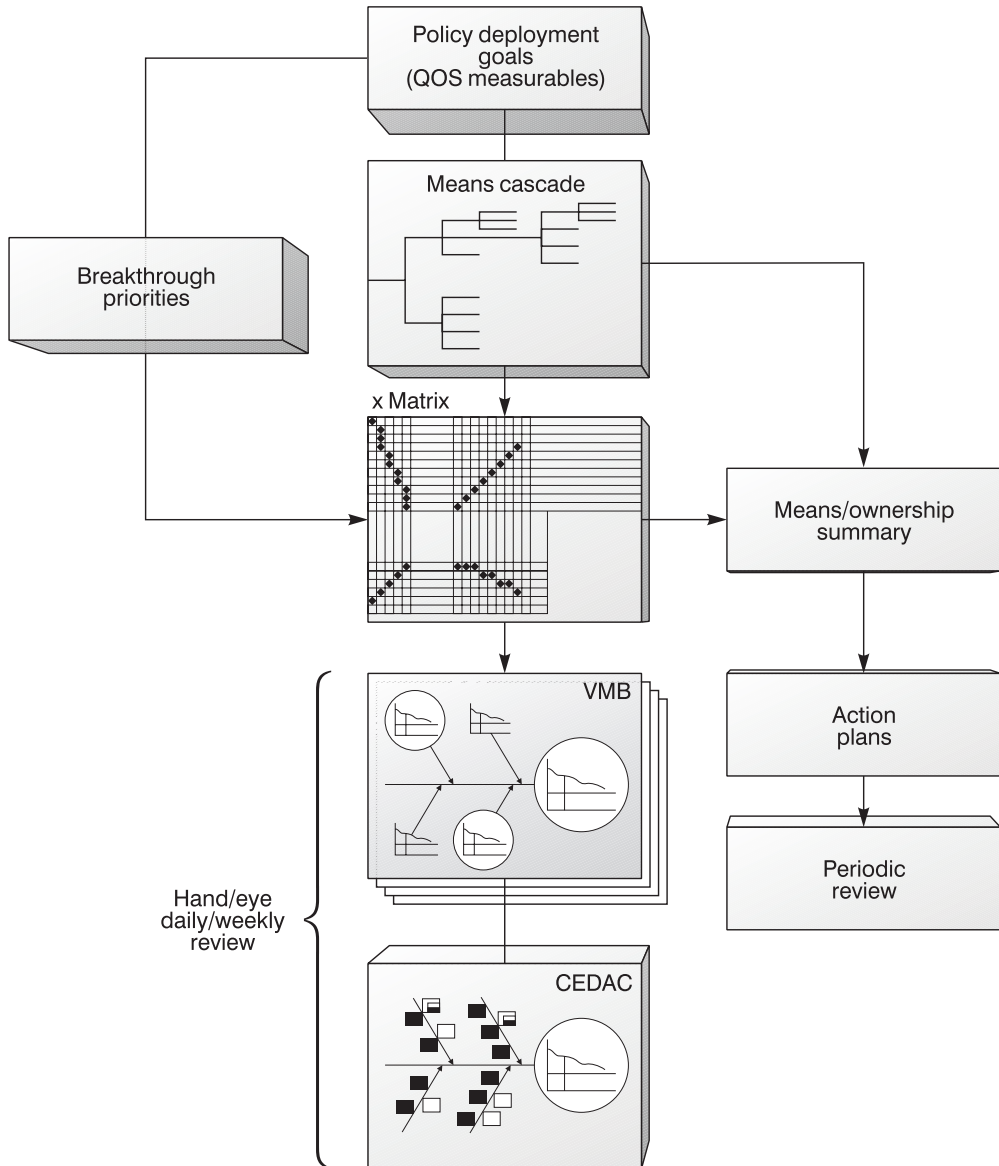 Policy deployment
goals
(QOS measurables)
Means cascade
Breakthrough
priorities
x Matrix
Means/ownership
summary
VMB
Action
plans
Periodic
review
Hand/eye
daily/weekly
review
CEDAC